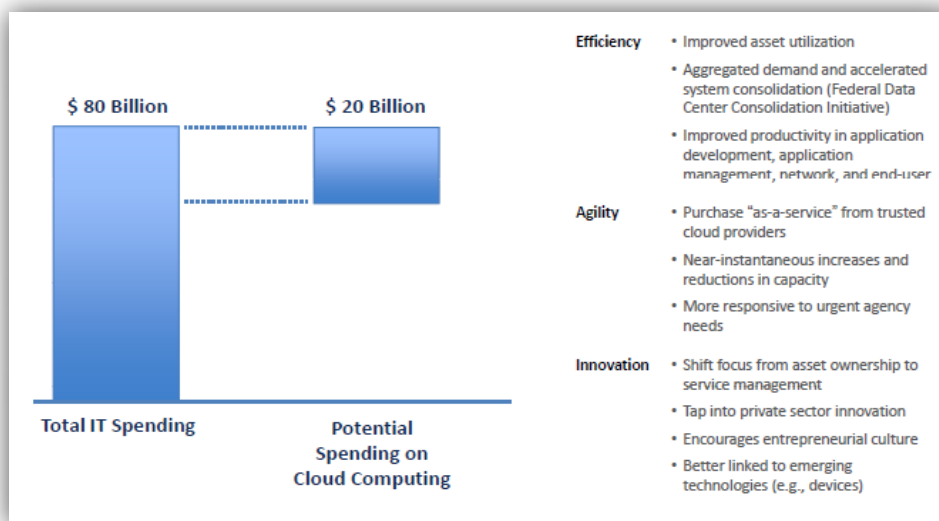 $ 80 Billion
$ 20 Billion
Total IT Spending
Potential
Spending on
Cloud Computing
Efficiency
• Improved asset utilization
• Aggregated demand and accelerated
system consolidation (Federal Data
Center Consolidation Initiative)
• Improved productivity in application
development, application
management, network, and end-user
Agility
• Purchase “as-a-service” from trusted
cloud providers
• Near-instantaneous increases and
reductions in capacity
• More responsive to urgent agency
needs
Innovation
• Shift focus from asset ownership to
service management
• Tap into private sector innovation
• Encourages entrepreneurial culture
• Better linked to emerging
technologies (e.g., devices)